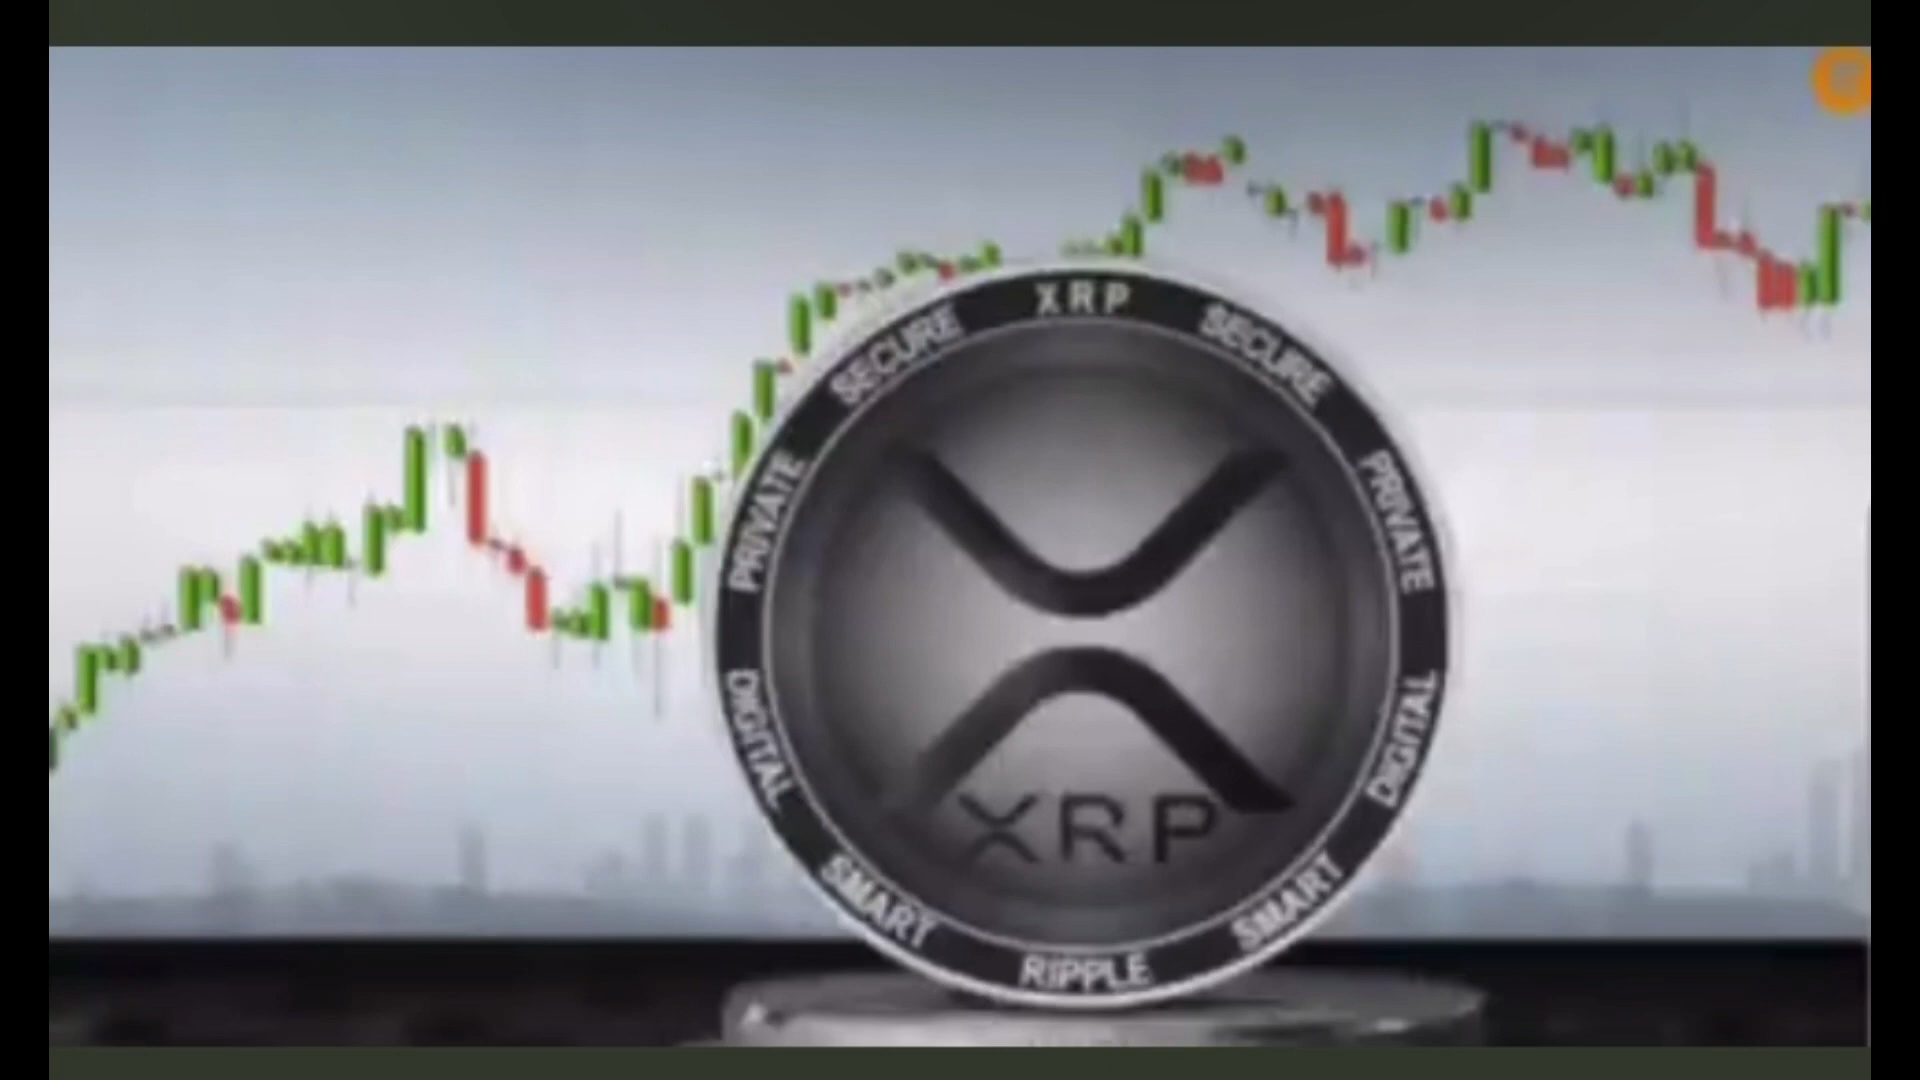 XRP
SECURE
SECURE
PRIVATE
PRIVATE
DIGITAL
DIGITAL
XRP
SMART
SMART
RIPPLE